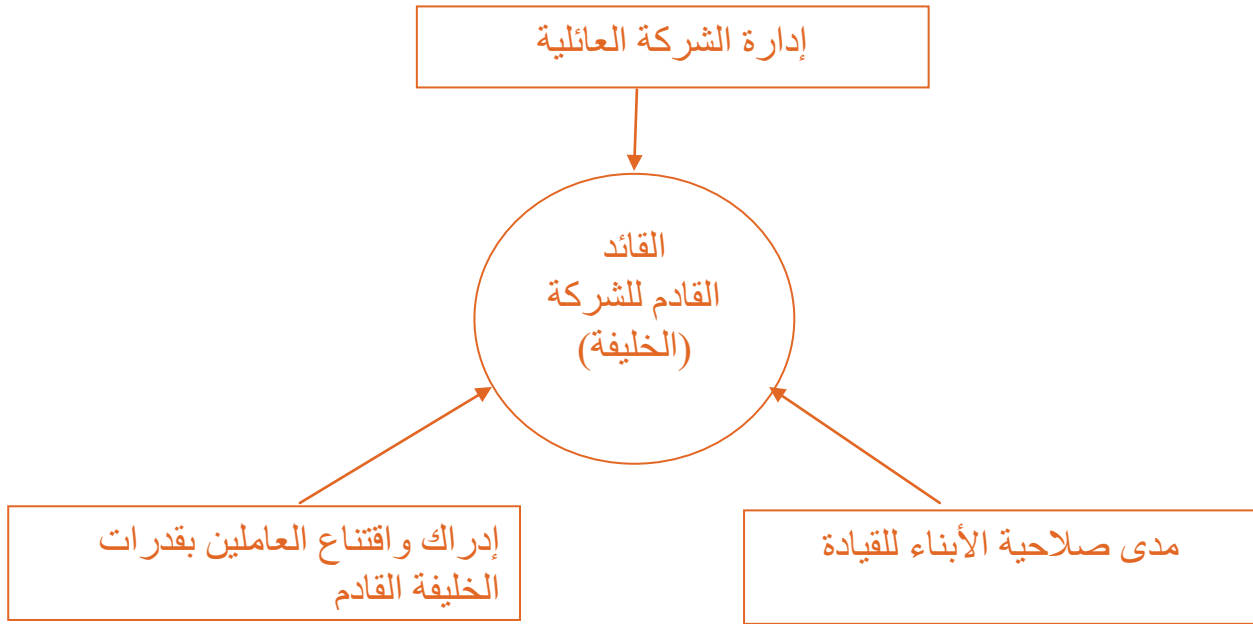 إدارة الشركة العائلية
القائد
القادم للشركة
(الخليفة)
مدى صلاحية الأبناء للقيادة
إدراك واقتناع العاملين بقدرات
الخليفة القادم